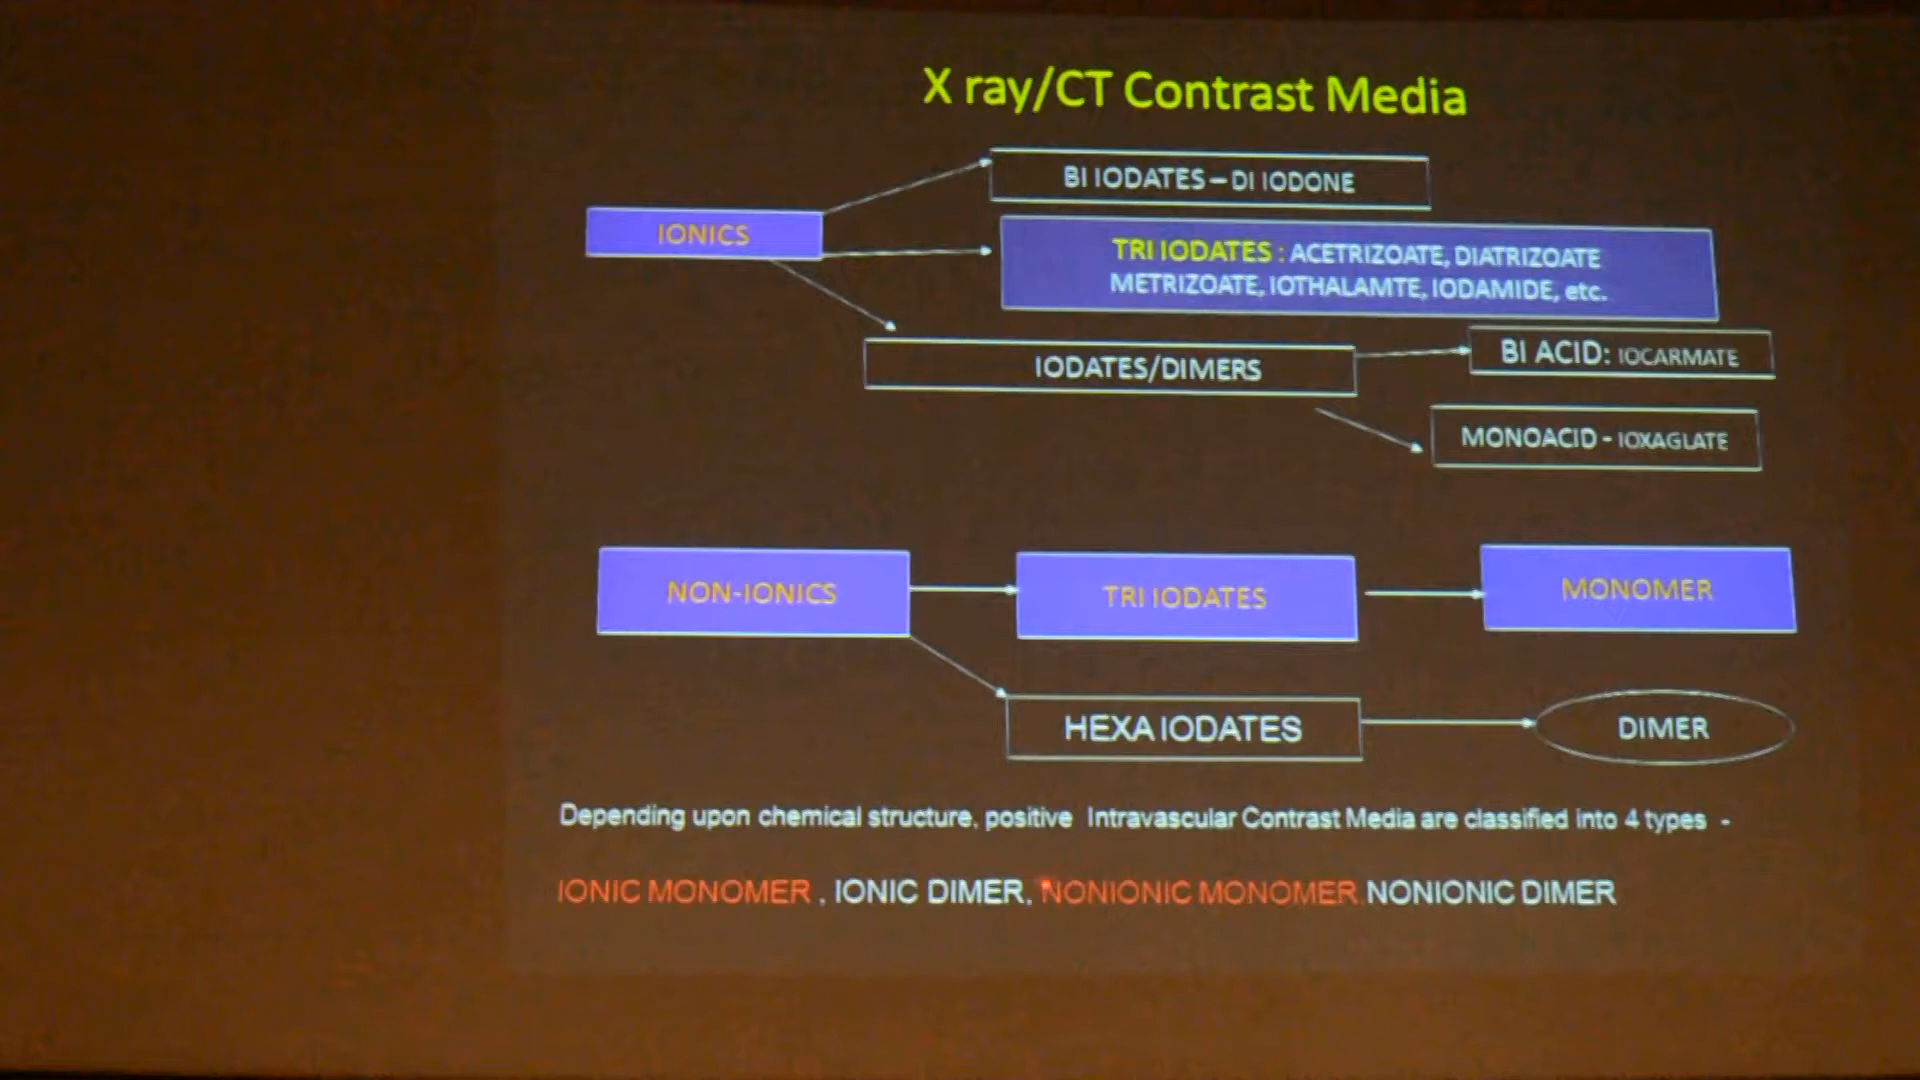 X ray/CT Contrast Media
BI IODATES – DI IODONE
IONICS
TRI IODATES : ACETRIZOATE, DIATRIZOATE
METRIZOATE, IOTHALAMTE, IODAMIDE, etc.
IODATES/DIMERS
BI ACID: IOCARMATE
MONOACID - IOXAGLATE
NON-IONICS
TRI IODATES
MONOMER
HEXA IODATES
DIMER
Depending upon chemical structure, positive Intravascular Contrast Media are classified into 4 types -
IONIC MONOMER , IONIC DIMER, NONIONIC MONOMER, NONIONIC DIMER